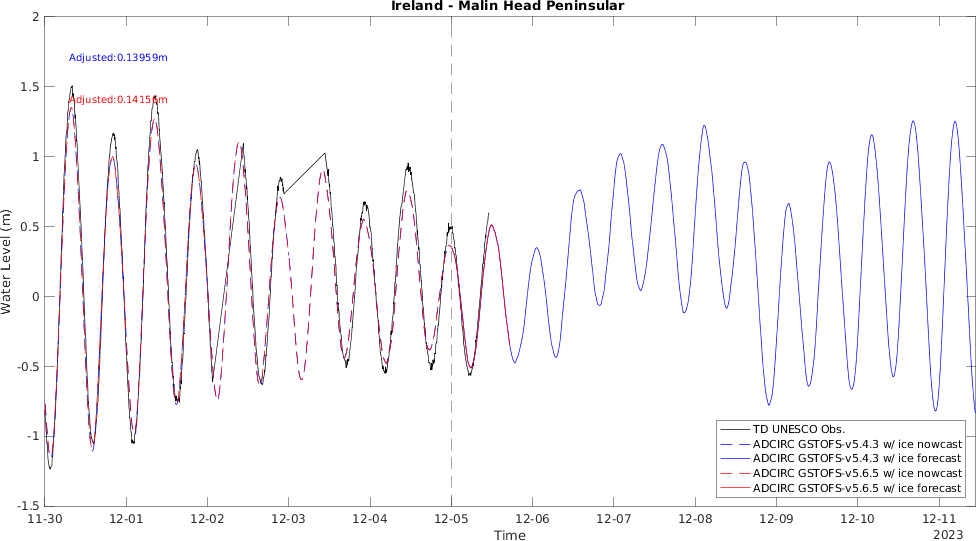 Ireland - Malin Head Peninsular
2
1.5
1
0.5
0
-0.5
-1
-1.5
Water Level (m)
Adjusted:0.13959m
TD UNESCO Obs.
ADCIRC GSTOFS-v5.4.3 w/ ice nowcast
ADCIRC GSTOFS-v5.4.3 w/ ice forecast
ADCIRC GSTOFS-v5.6.5 w/ ice nowcast
ADCIRC GSTOFS-v5.6.5 w/ ice forecast
11-30 12-01 12-02 12-03 12-04 12-05 12-06 12-07 12-08 12-09 12-10 12-11
Time
2023